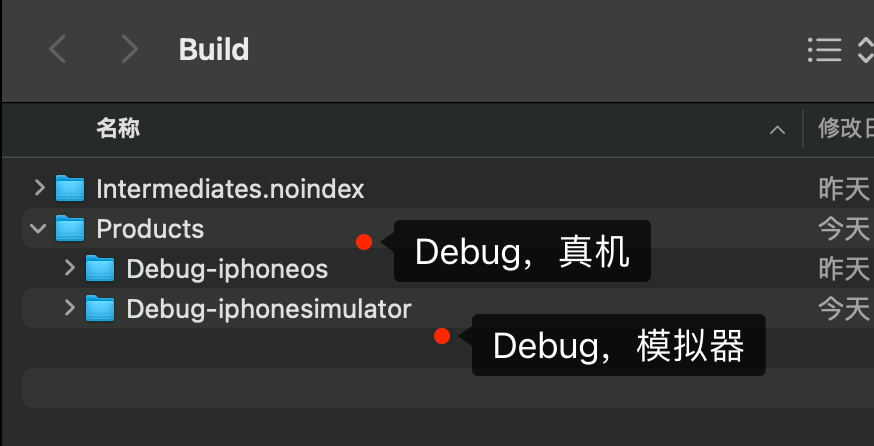 Build
名称
修改日
Intermediates.noindex
昨天
Products
今天
Debug，真机
Debug-iphoneos
昨天
Debug-iphonesimulator
今天
Debug，模拟器